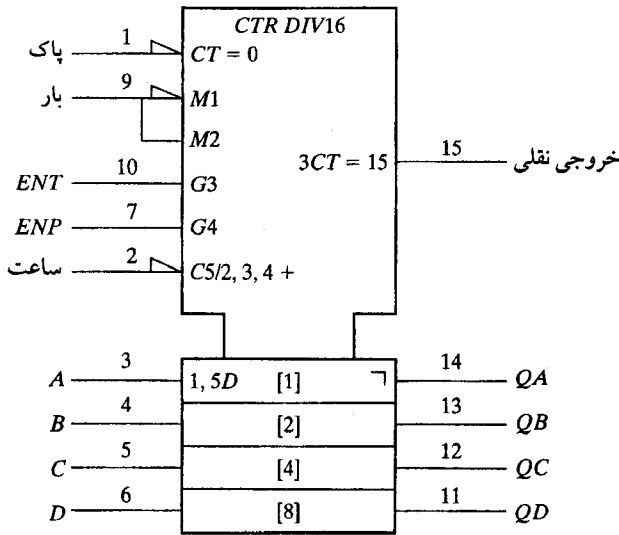 CTR DIV16
پاک 1 CT = 0
بار 9 M1
M2
3CT = 15 15 خروجی نقلی
ENT 10 G3
ENP 7 G4
ساعت 2 C5/2, 3, 4 +
A 3 1, 5D [1] ¬ 14 QA
B 4 [2] 13 QB
C 5 [4] 12 QC
D 6 [8] 11 QD